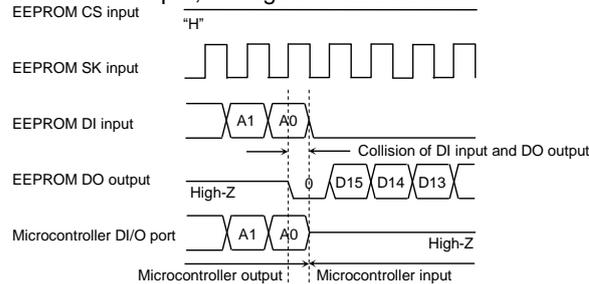 EEPROM CS input
“H”
EEPROM SK input
EEPROM DI input
A1 A0
Collision of DI input and DO output
EEPROM DO output
High-Z
0 D15 D14 D13
Microcontroller DI/O port
A1 A0
High-Z
Microcontroller output
Microcontroller input